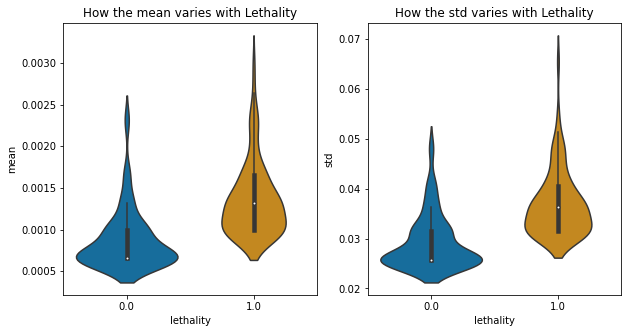 How the mean varies with Lethality
0.0030
0.0025
0.0020
0.0015
0.0010
0.0005
mean
0.0
1.0
lethality
How the std varies with Lethality
0.07
0.06
0.05
0.04
0.03
0.02
std
0.0
1.0
lethality